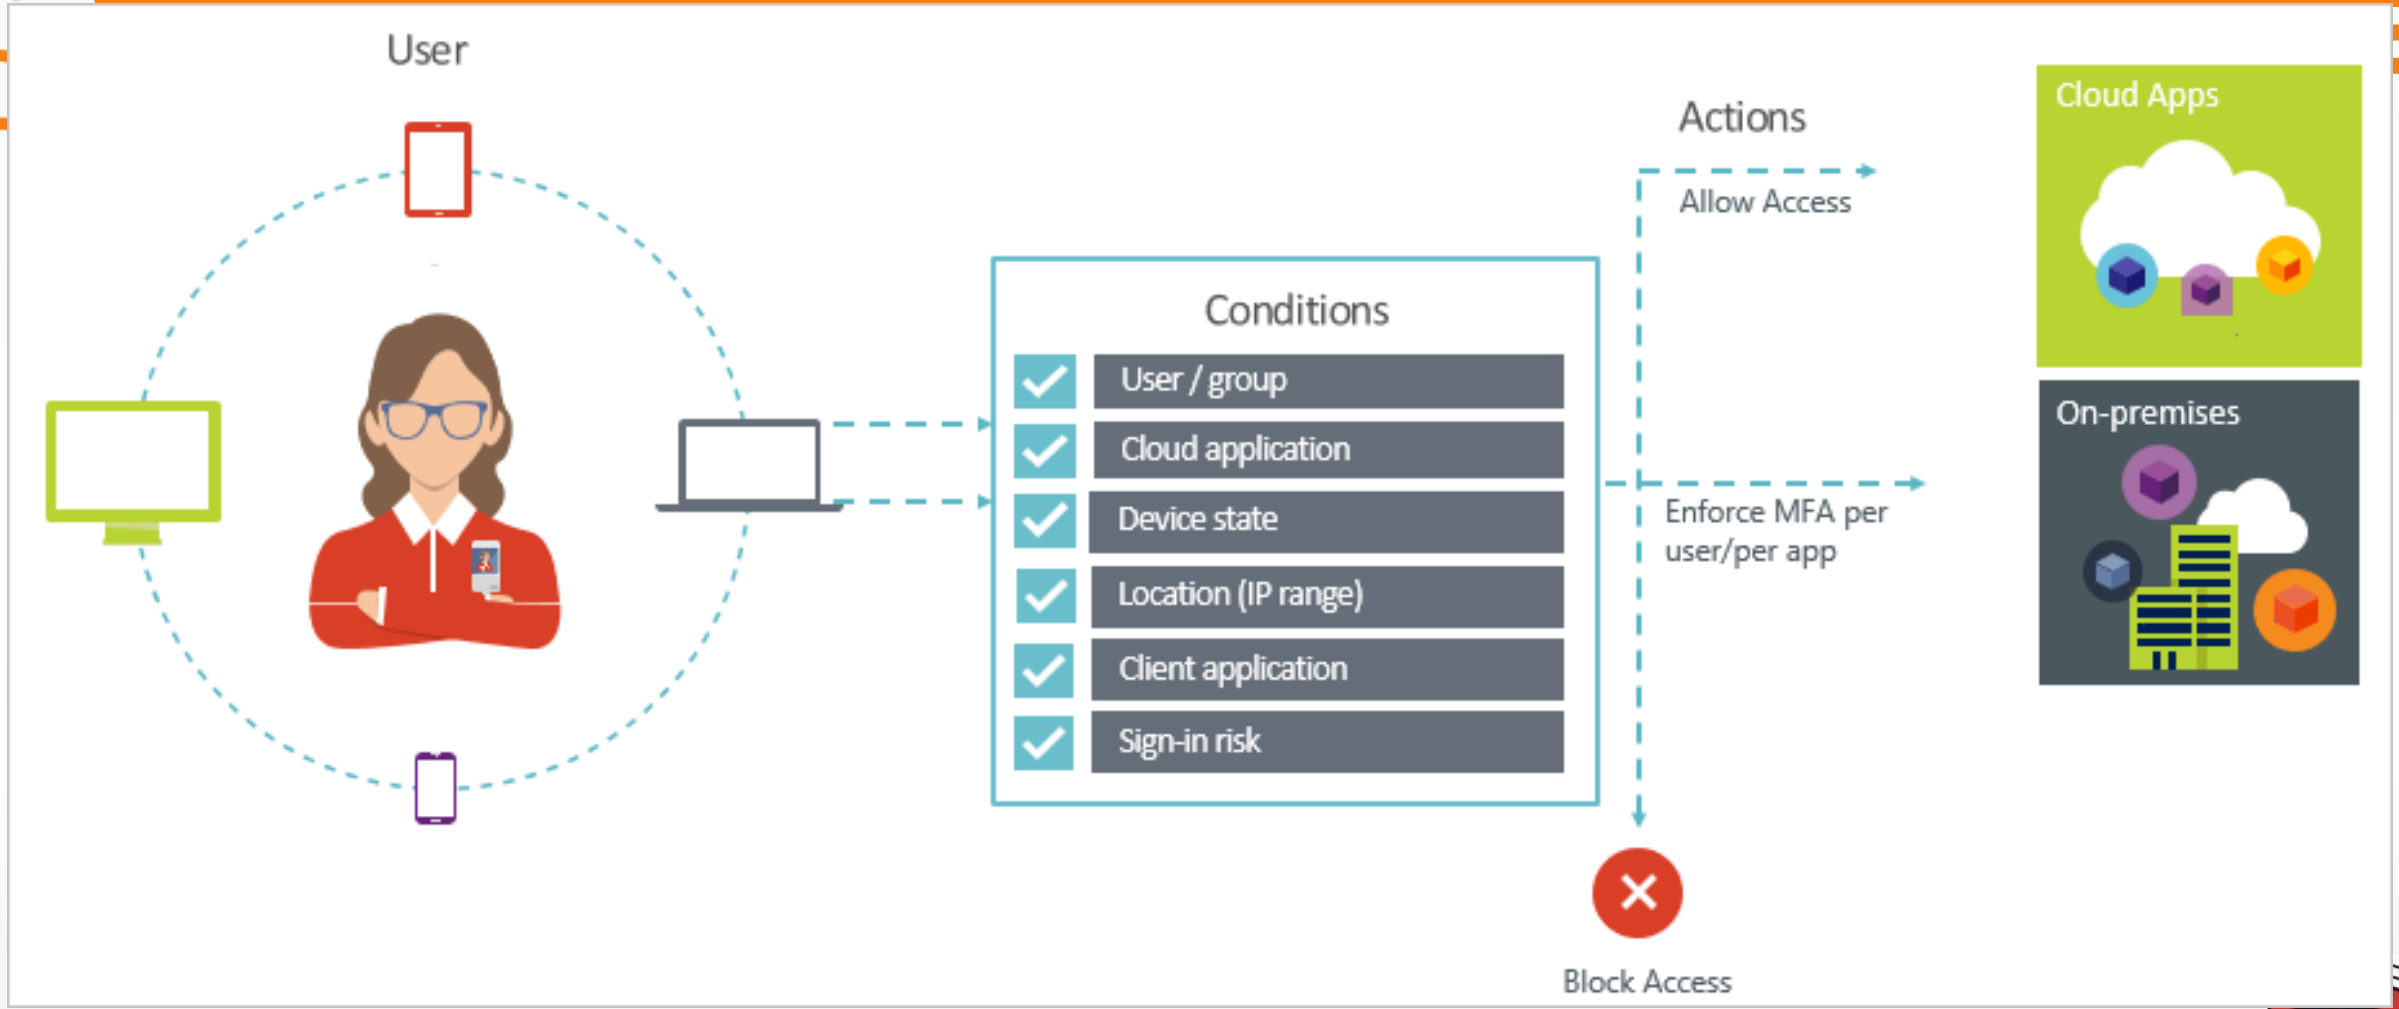 User
Conditions
User / group
Cloud application
Device state
Location (IP range)
Client application
Sign-in risk
Actions
Allow Access
Enforce MFA per
user/per app
Block Access
Cloud Apps
On-premises